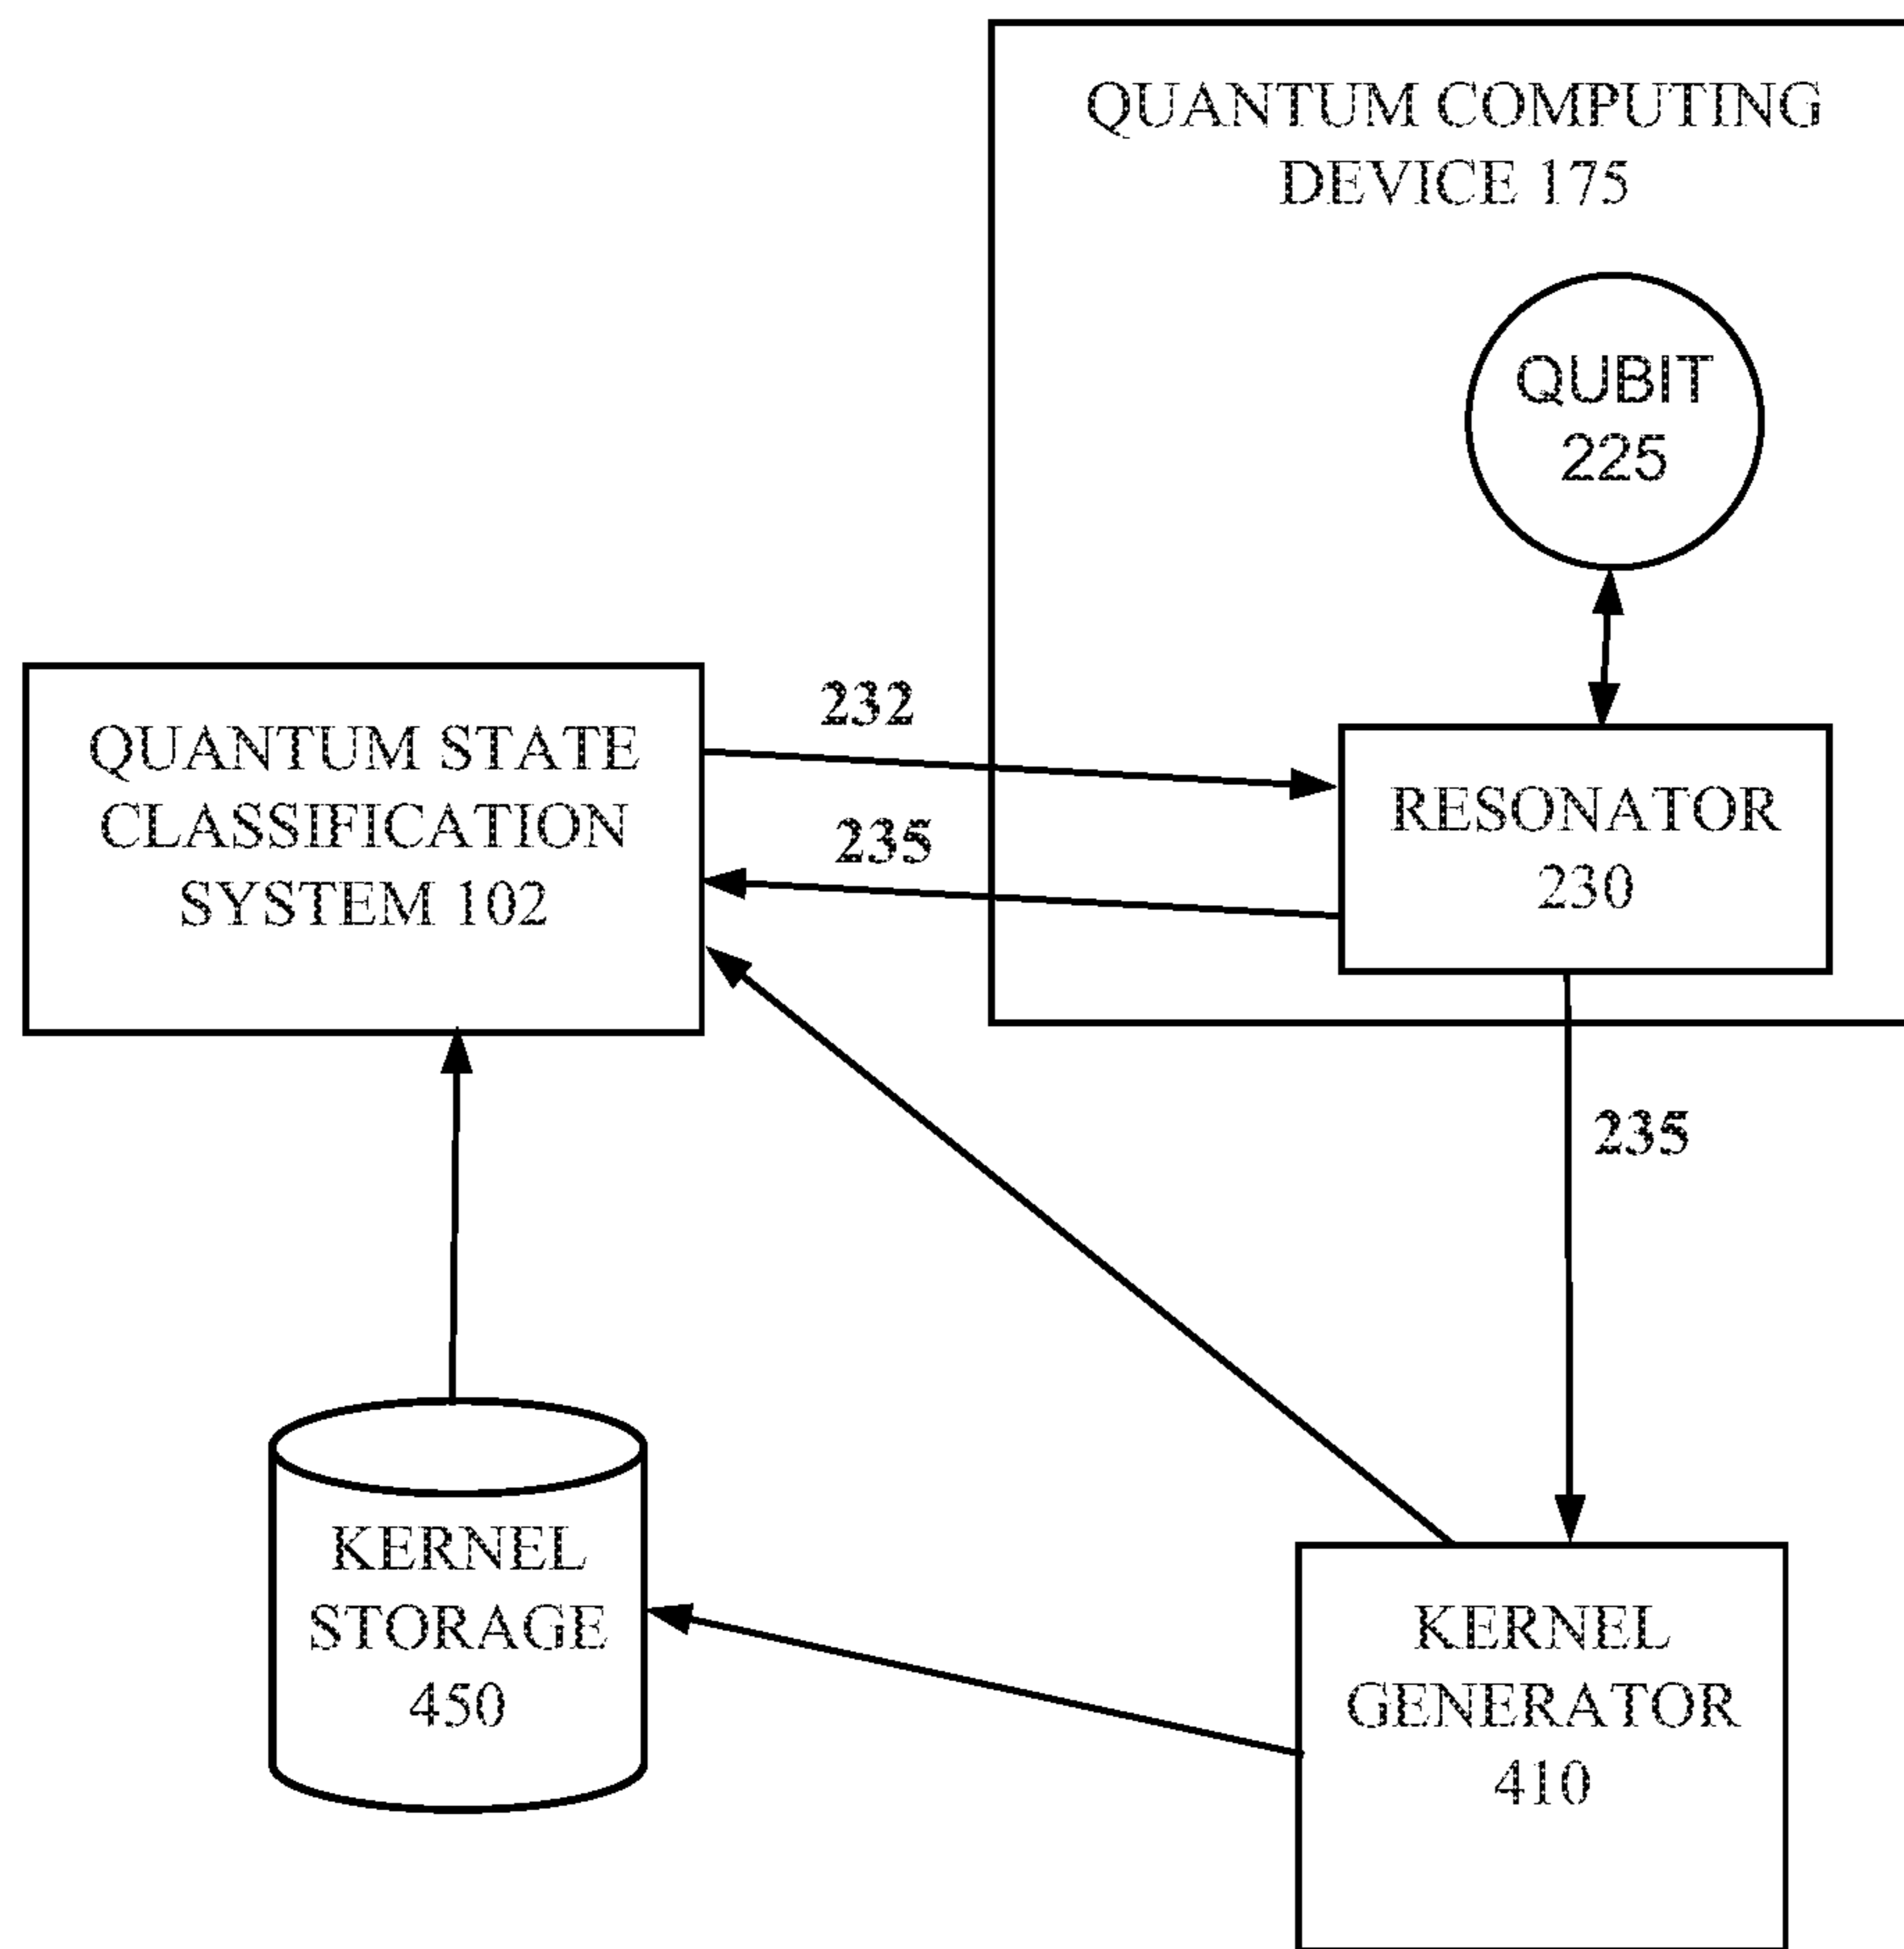 QUANTUM COMPUTING
DEVICE 175
QUBIT
225
232
QUANTUM STATE
CLASSIFICATION
SYSTEM 102
RESONATOR
230
235
235
KERNEL
STORAGE
450
KERNEL
GENERATOR
410